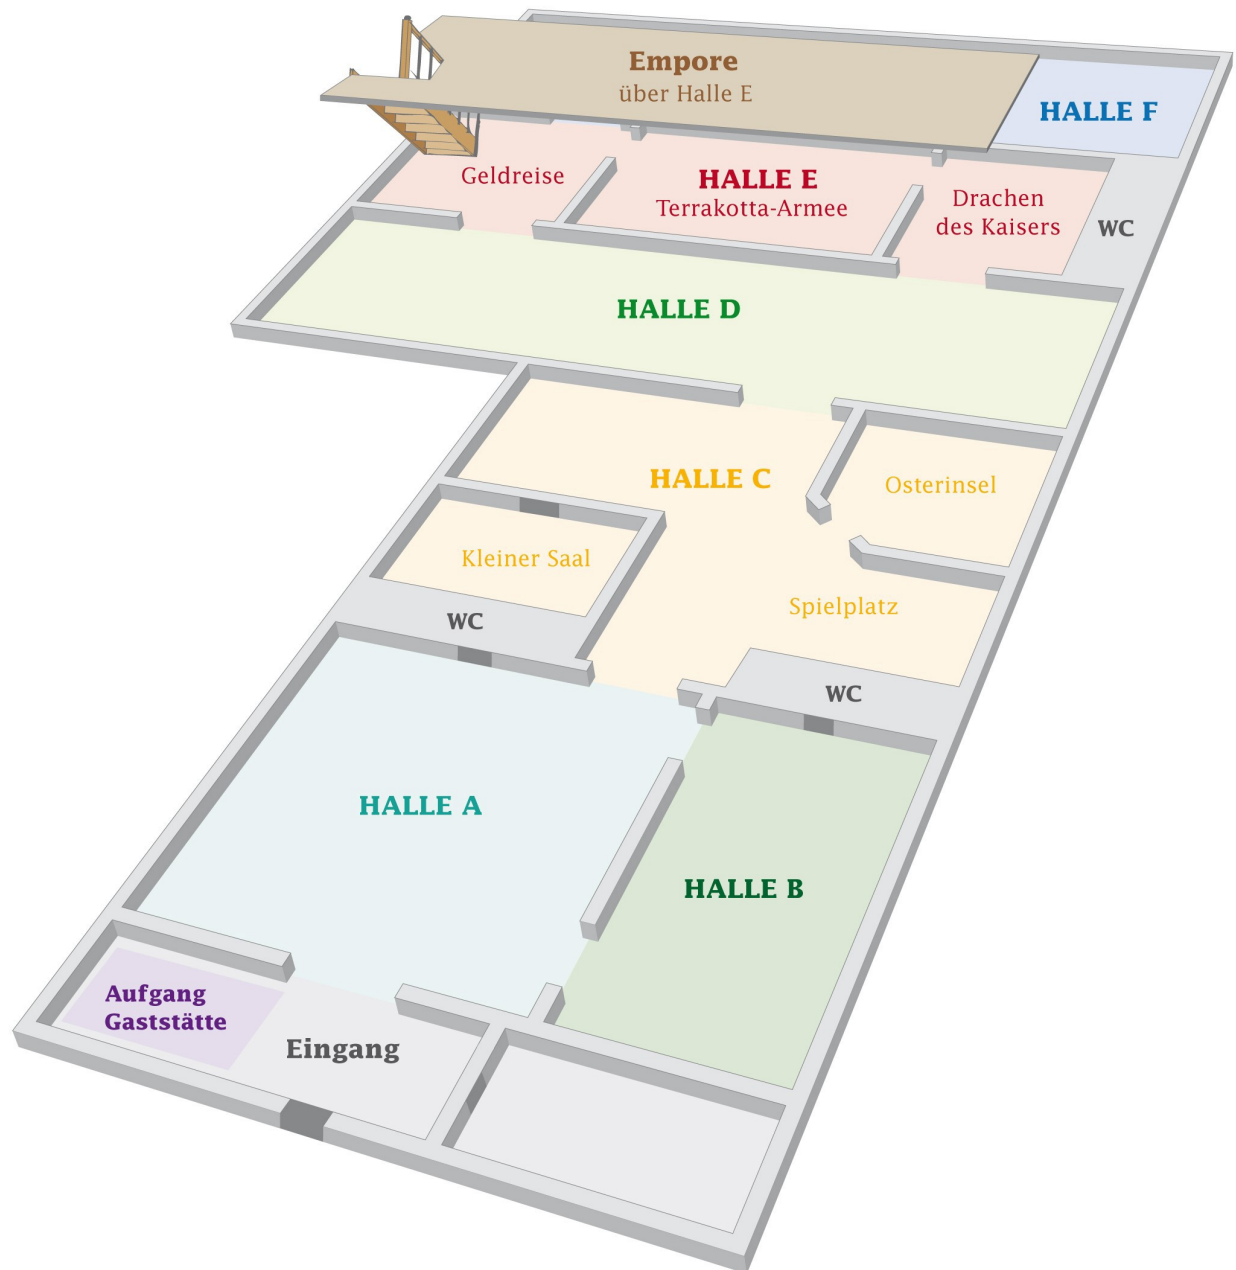 Empore
über Halle E
HALLE F
Geldreise
HALLE E
Terrakotta-Armee
Drachen
des Kaisers
WC
HALLE D
HALLE C
Osterinsel
Kleiner Saal
Spielplatz
WC
WC
HALLE A
HALLE B
Aufgang
Gaststätte
Eingang